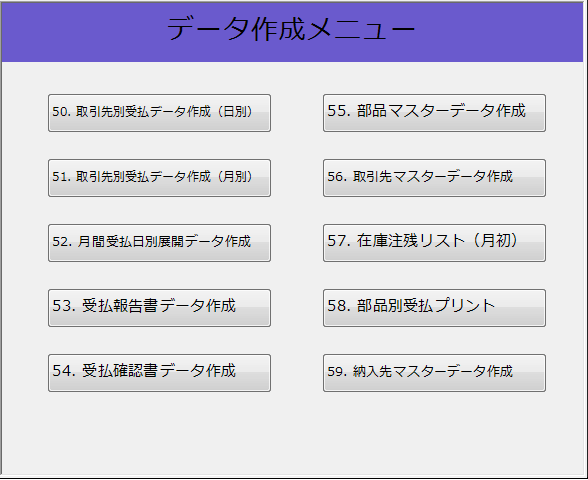 データ作成メニュー
50. 取引先別受払データ作成（日別）
51. 取引先別受払データ作成（月別）
52. 月間受払日別展開データ作成
53. 受払報告書データ作成
54. 受払確認書データ作成
55. 部品マスターデータ作成
56. 取引先マスターデータ作成
57. 在庫注残リスト（月初）
58. 部品別受払プリント
59. 納入先マスターデータ作成